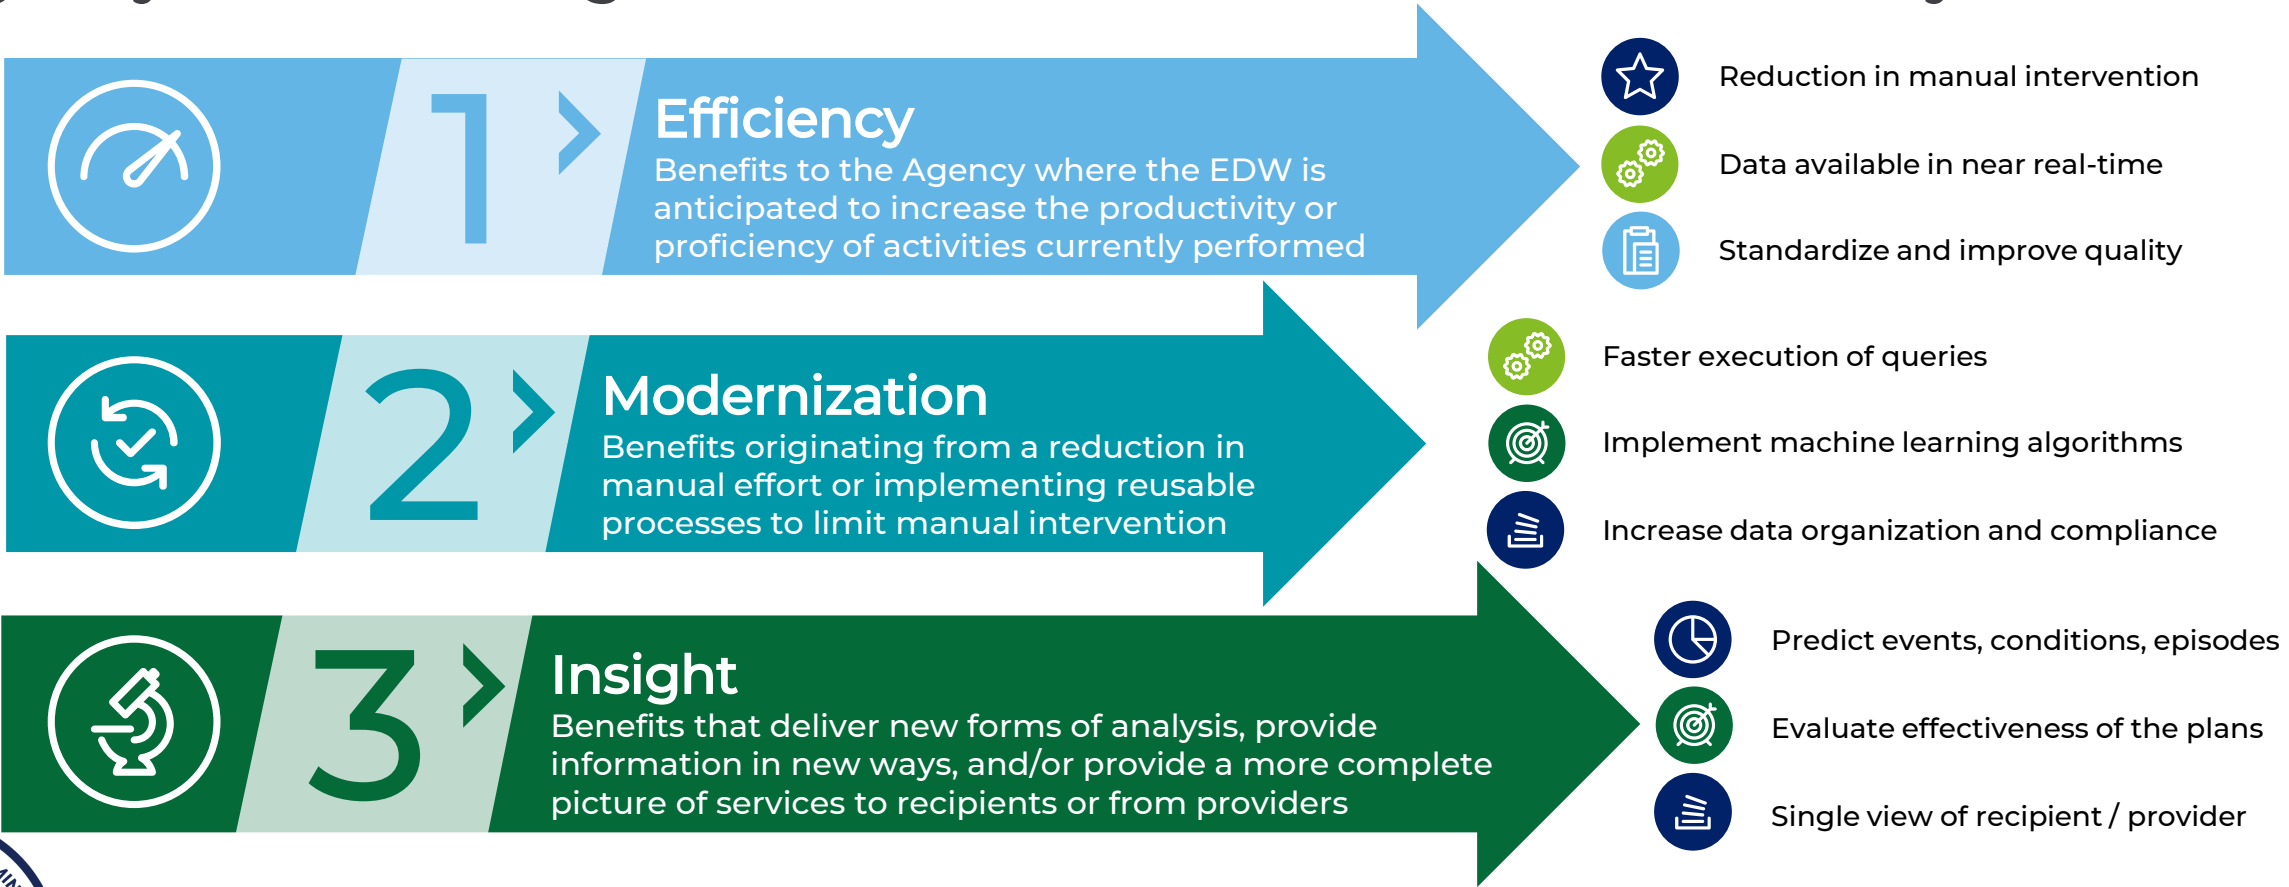 1
Efficiency
Benefits to the Agency where the EDW is
anticipated to increase the productivity or
proficiency of activities currently performed
Reduction in manual intervention
Data available in near real-time
Standardize and improve quality
2
Modernization
Benefits originating from a reduction in
manual effort or implementing reusable
processes to limit manual intervention
Faster execution of queries
Implement machine learning algorithms
Increase data organization and compliance
3
Insight
Benefits that deliver new forms of analysis, provide
information in new ways, and/or provide a more complete
picture of services to recipients or from providers
Predict events, conditions, episodes
Evaluate effectiveness of the plans
Single view of recipient / provider